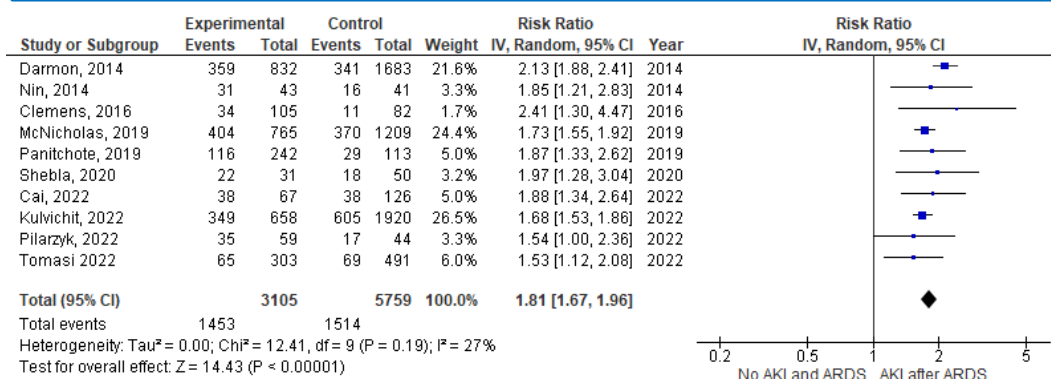 Experimental Control Risk Ratio Risk Ratio
Study or Subgroup Events Total Events Total Weight IV, Random, 95% CI Year IV, Random, 95% CI
Darmon, 2014 359 832 341 1683 21.6% 2.13 [1.88, 2.41] 2014
Nin, 2014 31 43 16 41 3.3% 1.85 [1.21, 2.83] 2014
Clemens, 2016 34 105 11 82 1.7% 2.41 [1.30, 4.47] 2016
McNicholas, 2019 404 765 370 1209 24.4% 1.73 [1.55, 1.92] 2019
Panitchote, 2019 116 242 29 113 5.0% 1.87 [1.33, 2.62] 2019
Shebla, 2020 22 31 18 50 3.2% 1.97 [1.28, 3.04] 2020
Cai, 2022 38 67 38 126 5.0% 1.88 [1.34, 2.64] 2022
Kulvichit, 2022 349 658 605 1920 26.5% 1.68 [1.53, 1.86] 2022
Pilarzyk, 2022 35 59 17 44 3.3% 1.54 [1.00, 2.36] 2022
Tomasi 2022 65 303 69 491 6.0% 1.53 [1.12, 2.08] 2022
Total (95% CI) 3105 5759 100.0% 1.81 [1.67, 1.96]
Total events 1453 1514
Heterogeneity: Tau² = 0.00; Chi² = 12.41, df = 9 (P = 0.19); I² = 27%
Test for overall effect: Z = 14.43 (P < 0.00001)
0.2 0.5 1 2 5
No AKI and ARDS AKI after ARDS